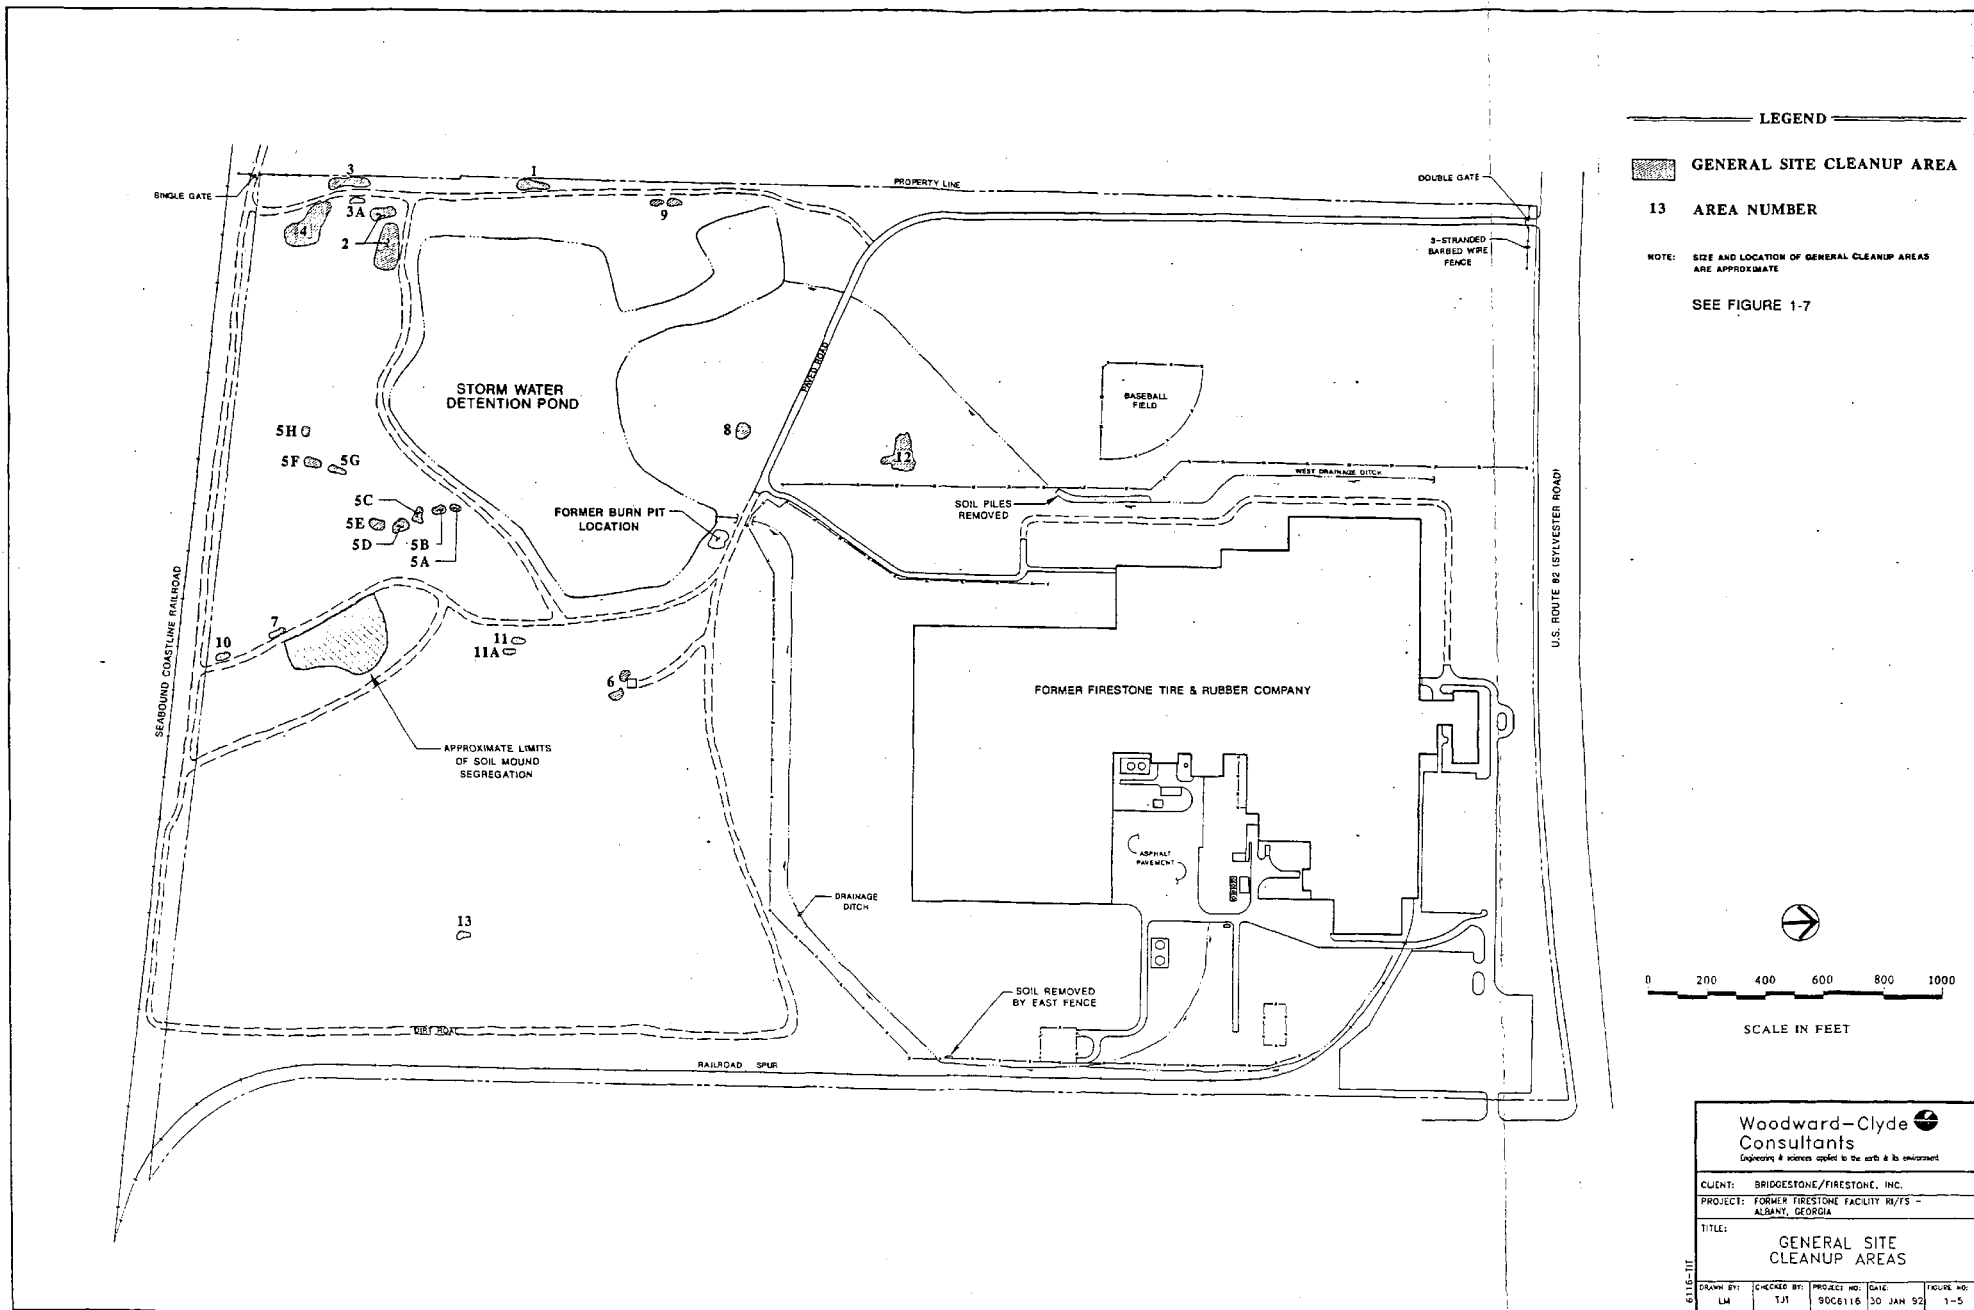 LEGEND
GENERAL SITE CLEANUP AREA
13 AREA NUMBER
NOTE: SIZE AND LOCATION OF GENERAL CLEANUP AREAS
ARE APPROXIMATE
SEE FIGURE 1-7
SINGLE GATE
3
1
PROPERTY LINE
DOUBLE GATE
3A
9
4
2
3-STRANDED
BARBED WIRE
FENCE
PAVED ROAD
STORM WATER
DETENTION POND
BASEBALL
FIELD
5H
8
5F
5G
12
WEST DRAINAGE DITCH
5C
SOIL PILES
REMOVED
FORMER BURN PIT
LOCATION
5E
5D
5B
5A
U.S. ROUTE 82 (SYLVESTER ROAD)
SEABOUND COASTLINE RAILROAD
7
10
11
11A
6
FORMER FIRESTONE TIRE & RUBBER COMPANY
APPROXIMATE LIMITS
OF SOIL MOUND
SEGREGATION
ASPHALT
PAVEMENT
DRAINAGE
DITCH
13
SOIL REMOVED
BY EAST FENCE
DIRT ROAD
RAILROAD SPUR
0 200 400 600 800 1000
SCALE IN FEET
Woodward-Clyde
Consultants
Engineering & sciences applied to the earth & its environment
CLIENT: BRIDGESTONE/FIRESTONE, INC.
PROJECT: FORMER FIRESTONE FACILITY RI/FS -
ALBANY, GEORGIA
TITLE:
GENERAL SITE
CLEANUP AREAS
DRAWN BY: CHECKED BY: PROJECT NO: DATE: FIGURE NO:
LM TJT 90C6116 30 JAN 92 1-5
6116-TIT